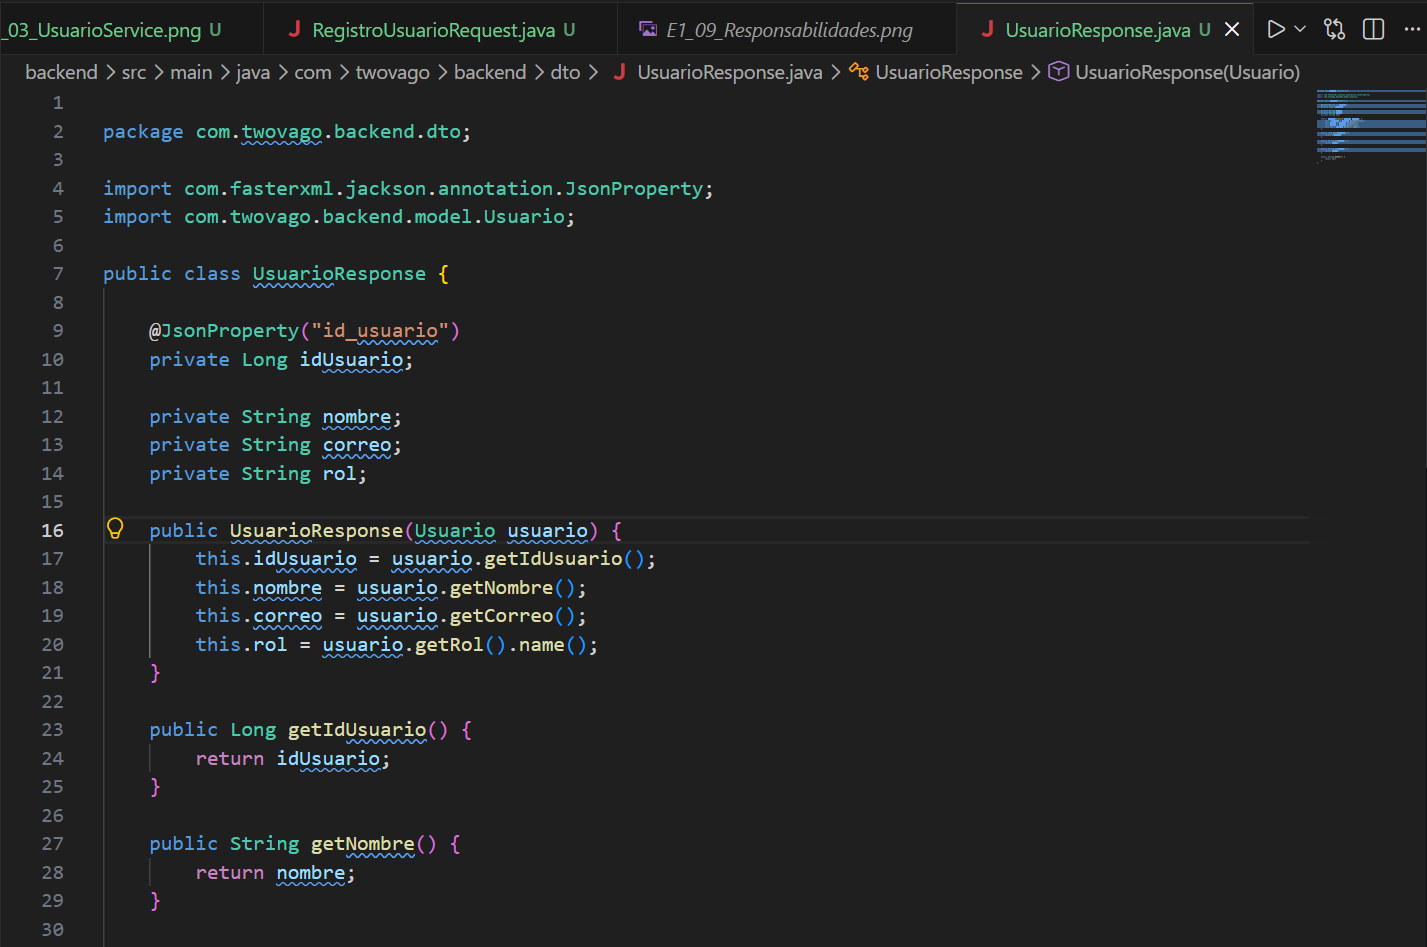 _03_UsuarioService.png U
J RegistroUsuarioRequest.java U
E1_09_Responsabilidades.png
J UsuarioResponse.java U
backend > src > main > java > com > twovago > backend > dto > J UsuarioResponse.java > UsuarioResponse > UsuarioResponse(Usuario)
1
2 package com.twovago.backend.dto;
3
4 import com.fasterxml.jackson.annotation.JsonProperty;
5 import com.twovago.backend.model.Usuario;
6
7 public class UsuarioResponse {
8
9 @JsonProperty("id_usuario")
10 private Long idUsuario;
11
12 private String nombre;
13 private String correo;
14 private String rol;
15
16 public UsuarioResponse(Usuario usuario) {
17 this.idUsuario = usuario.getIdUsuario();
18 this.nombre = usuario.getNombre();
19 this.correo = usuario.getCorreo();
20 this.rol = usuario.getRol().name();
21 }
22
23 public Long getIdUsuario() {
24 return idUsuario;
25 }
26
27 public String getNombre() {
28 return nombre;
29 }
30